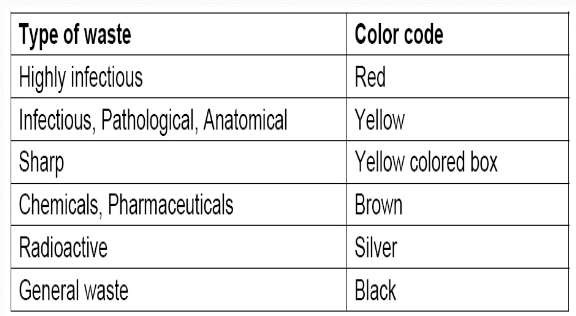 Type of waste Color code
Highly infectious Red
Infectious, Pathological, Anatomical Yellow
Sharp Yellow colored box
Chemicals, Pharmaceuticals Brown
Radioactive Silver
General waste Black